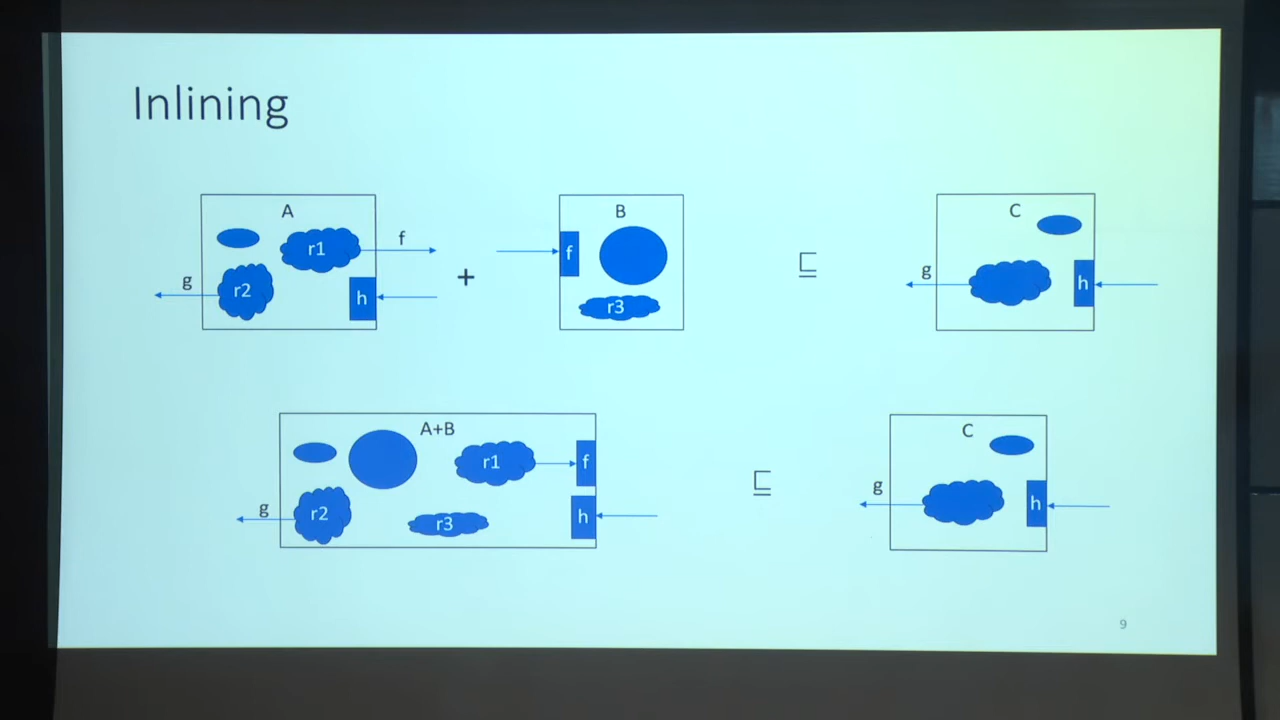 Inlining
A
r1
f
g
r2
h
+
B
f
r3
⊑
C
g
h
A+B
r1
f
g
r2
r3
h
⊑
C
g
h
9